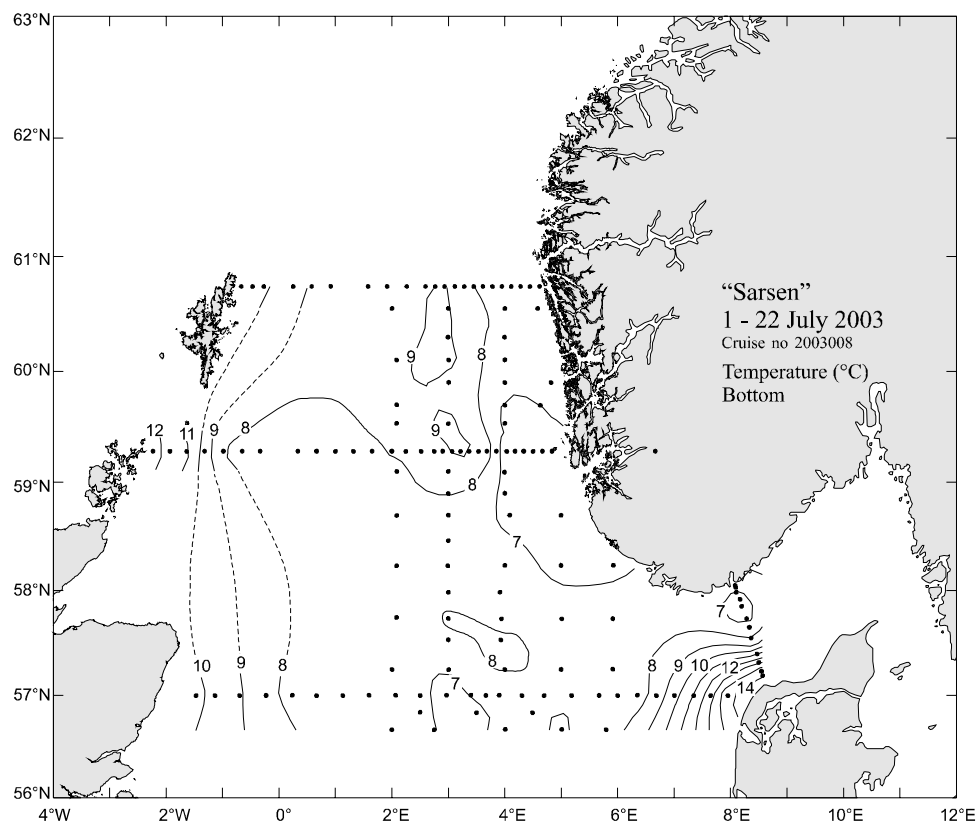 63°N
62°N
61°N
"Sarsen"
1 - 22 July 2003
Cruise no 2003008
Temperature (°C)
Bottom
9
8
60°N
12
11
9
8
9
59°N
8
7
58°N
7
8
10
9
8
7
8
9
10
12
14
57°N
56°N
4°W
2°W
0°
2°E
4°E
6°E
8°E
10°E
12°E